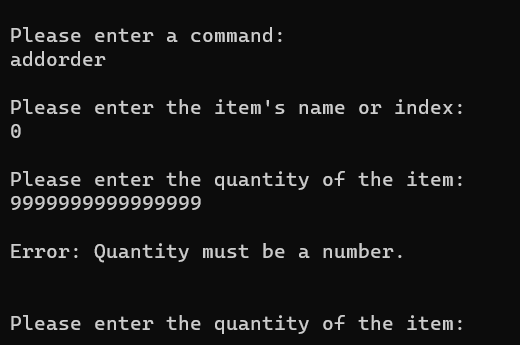 Please enter a command:
addorder
Please enter the item's name or index:
0
Please enter the quantity of the item:
9999999999999999
Error: Quantity must be a number.
Please enter the quantity of the item: